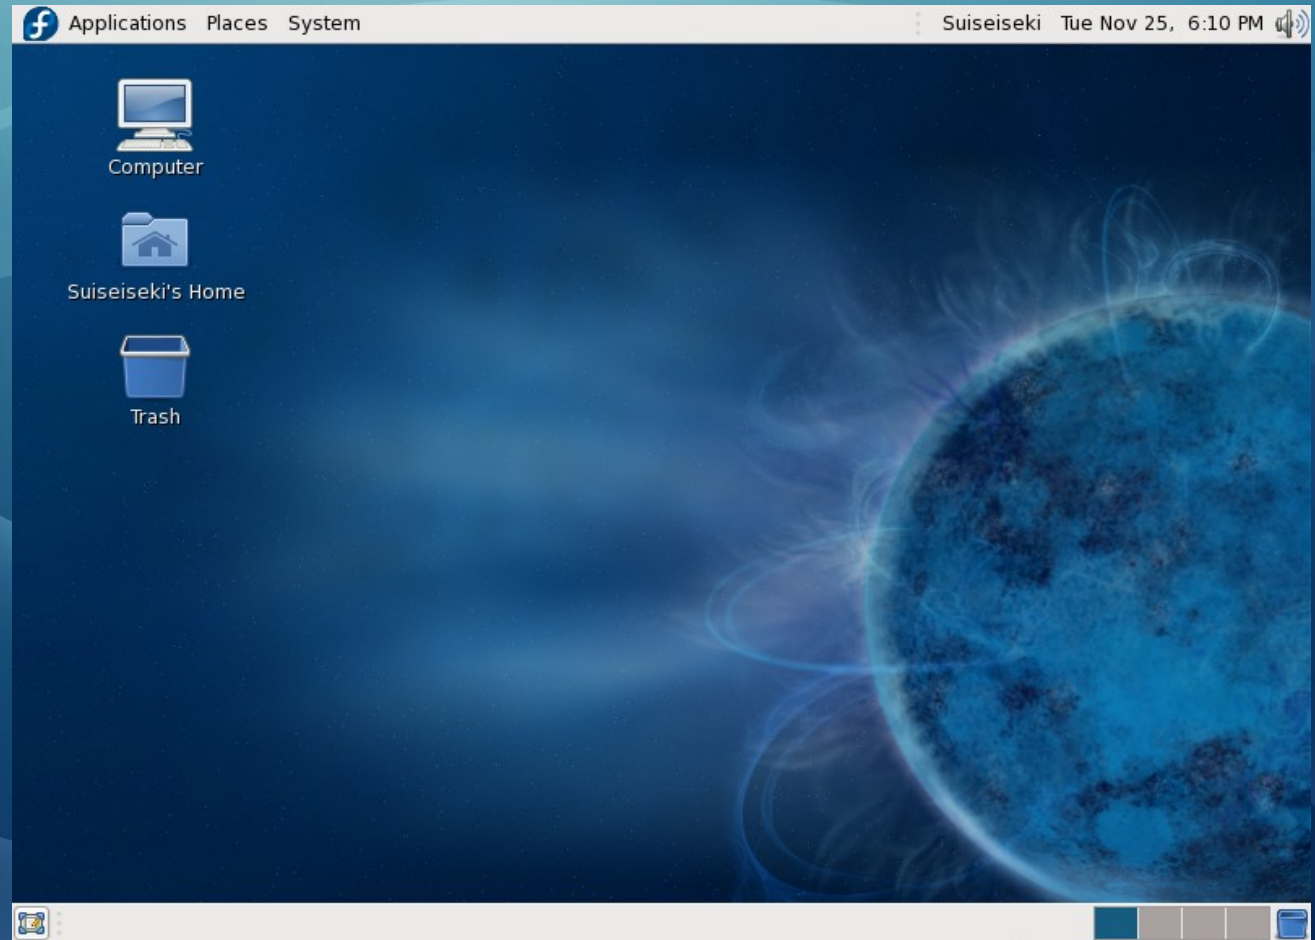 Applications Places System Suiseiseki Tue Nov 25, 6:10 PM
Computer
Suiseiseki's Home
Trash